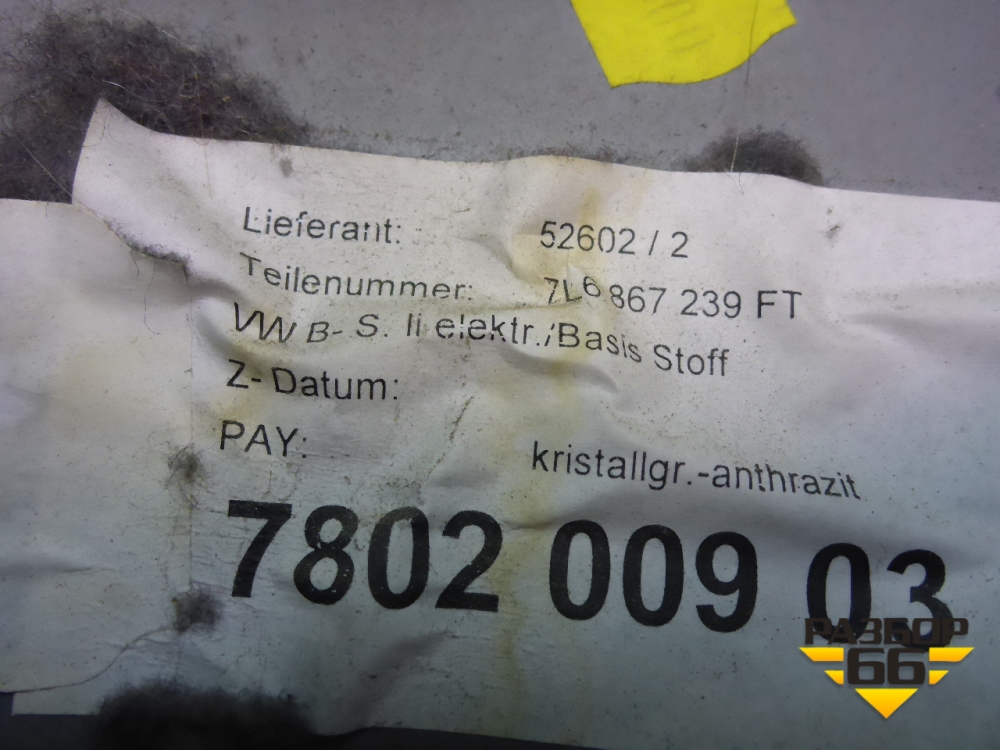 Lieferant: 52602 / 2
Teilenummer: 7L6 867 239 FT
VW B- S. li elektr./Basis Stoff
Z- Datum:
PAY: kristallgr.-anthrazit
7802 009 03
РАЗБОР
66